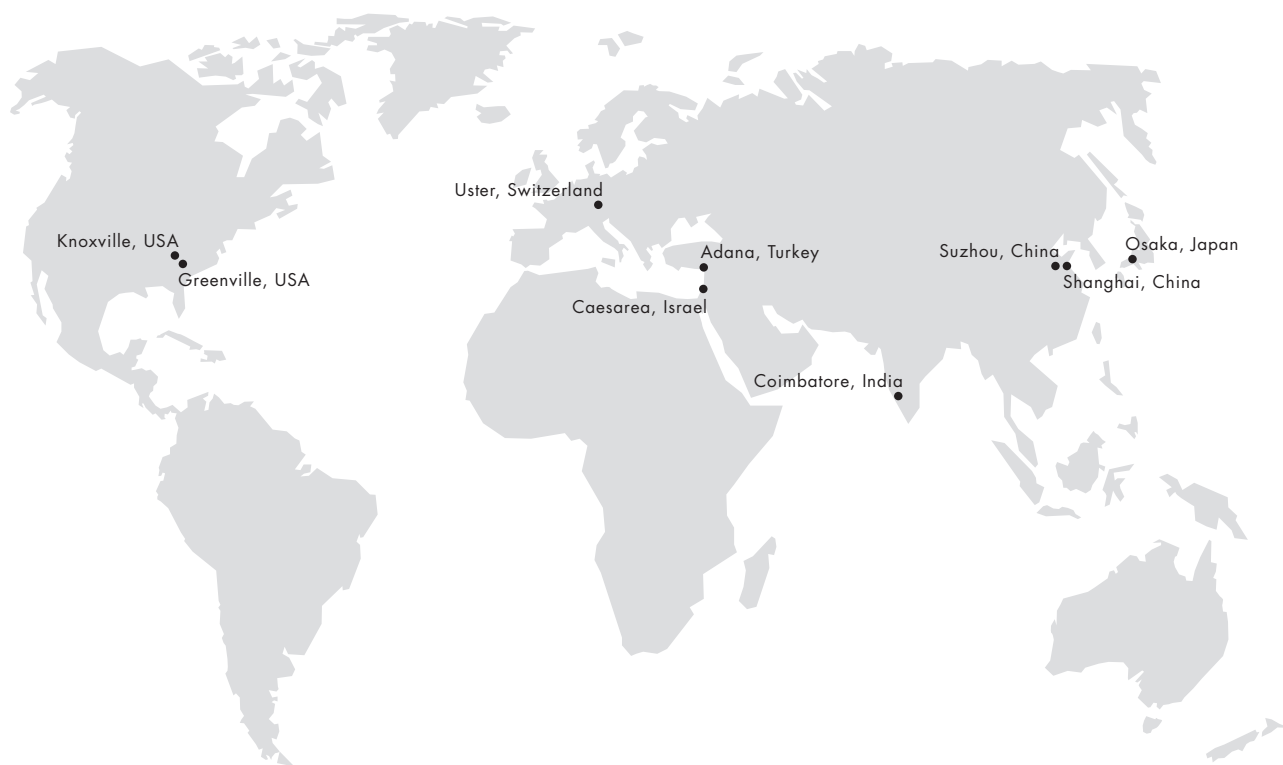 Uster, Switzerland
Knoxville, USA
Greenville, USA
Adana, Turkey
Caesarea, Israel
Suzhou, China
Osaka, Japan
Shanghai, China
Coimbatore, India